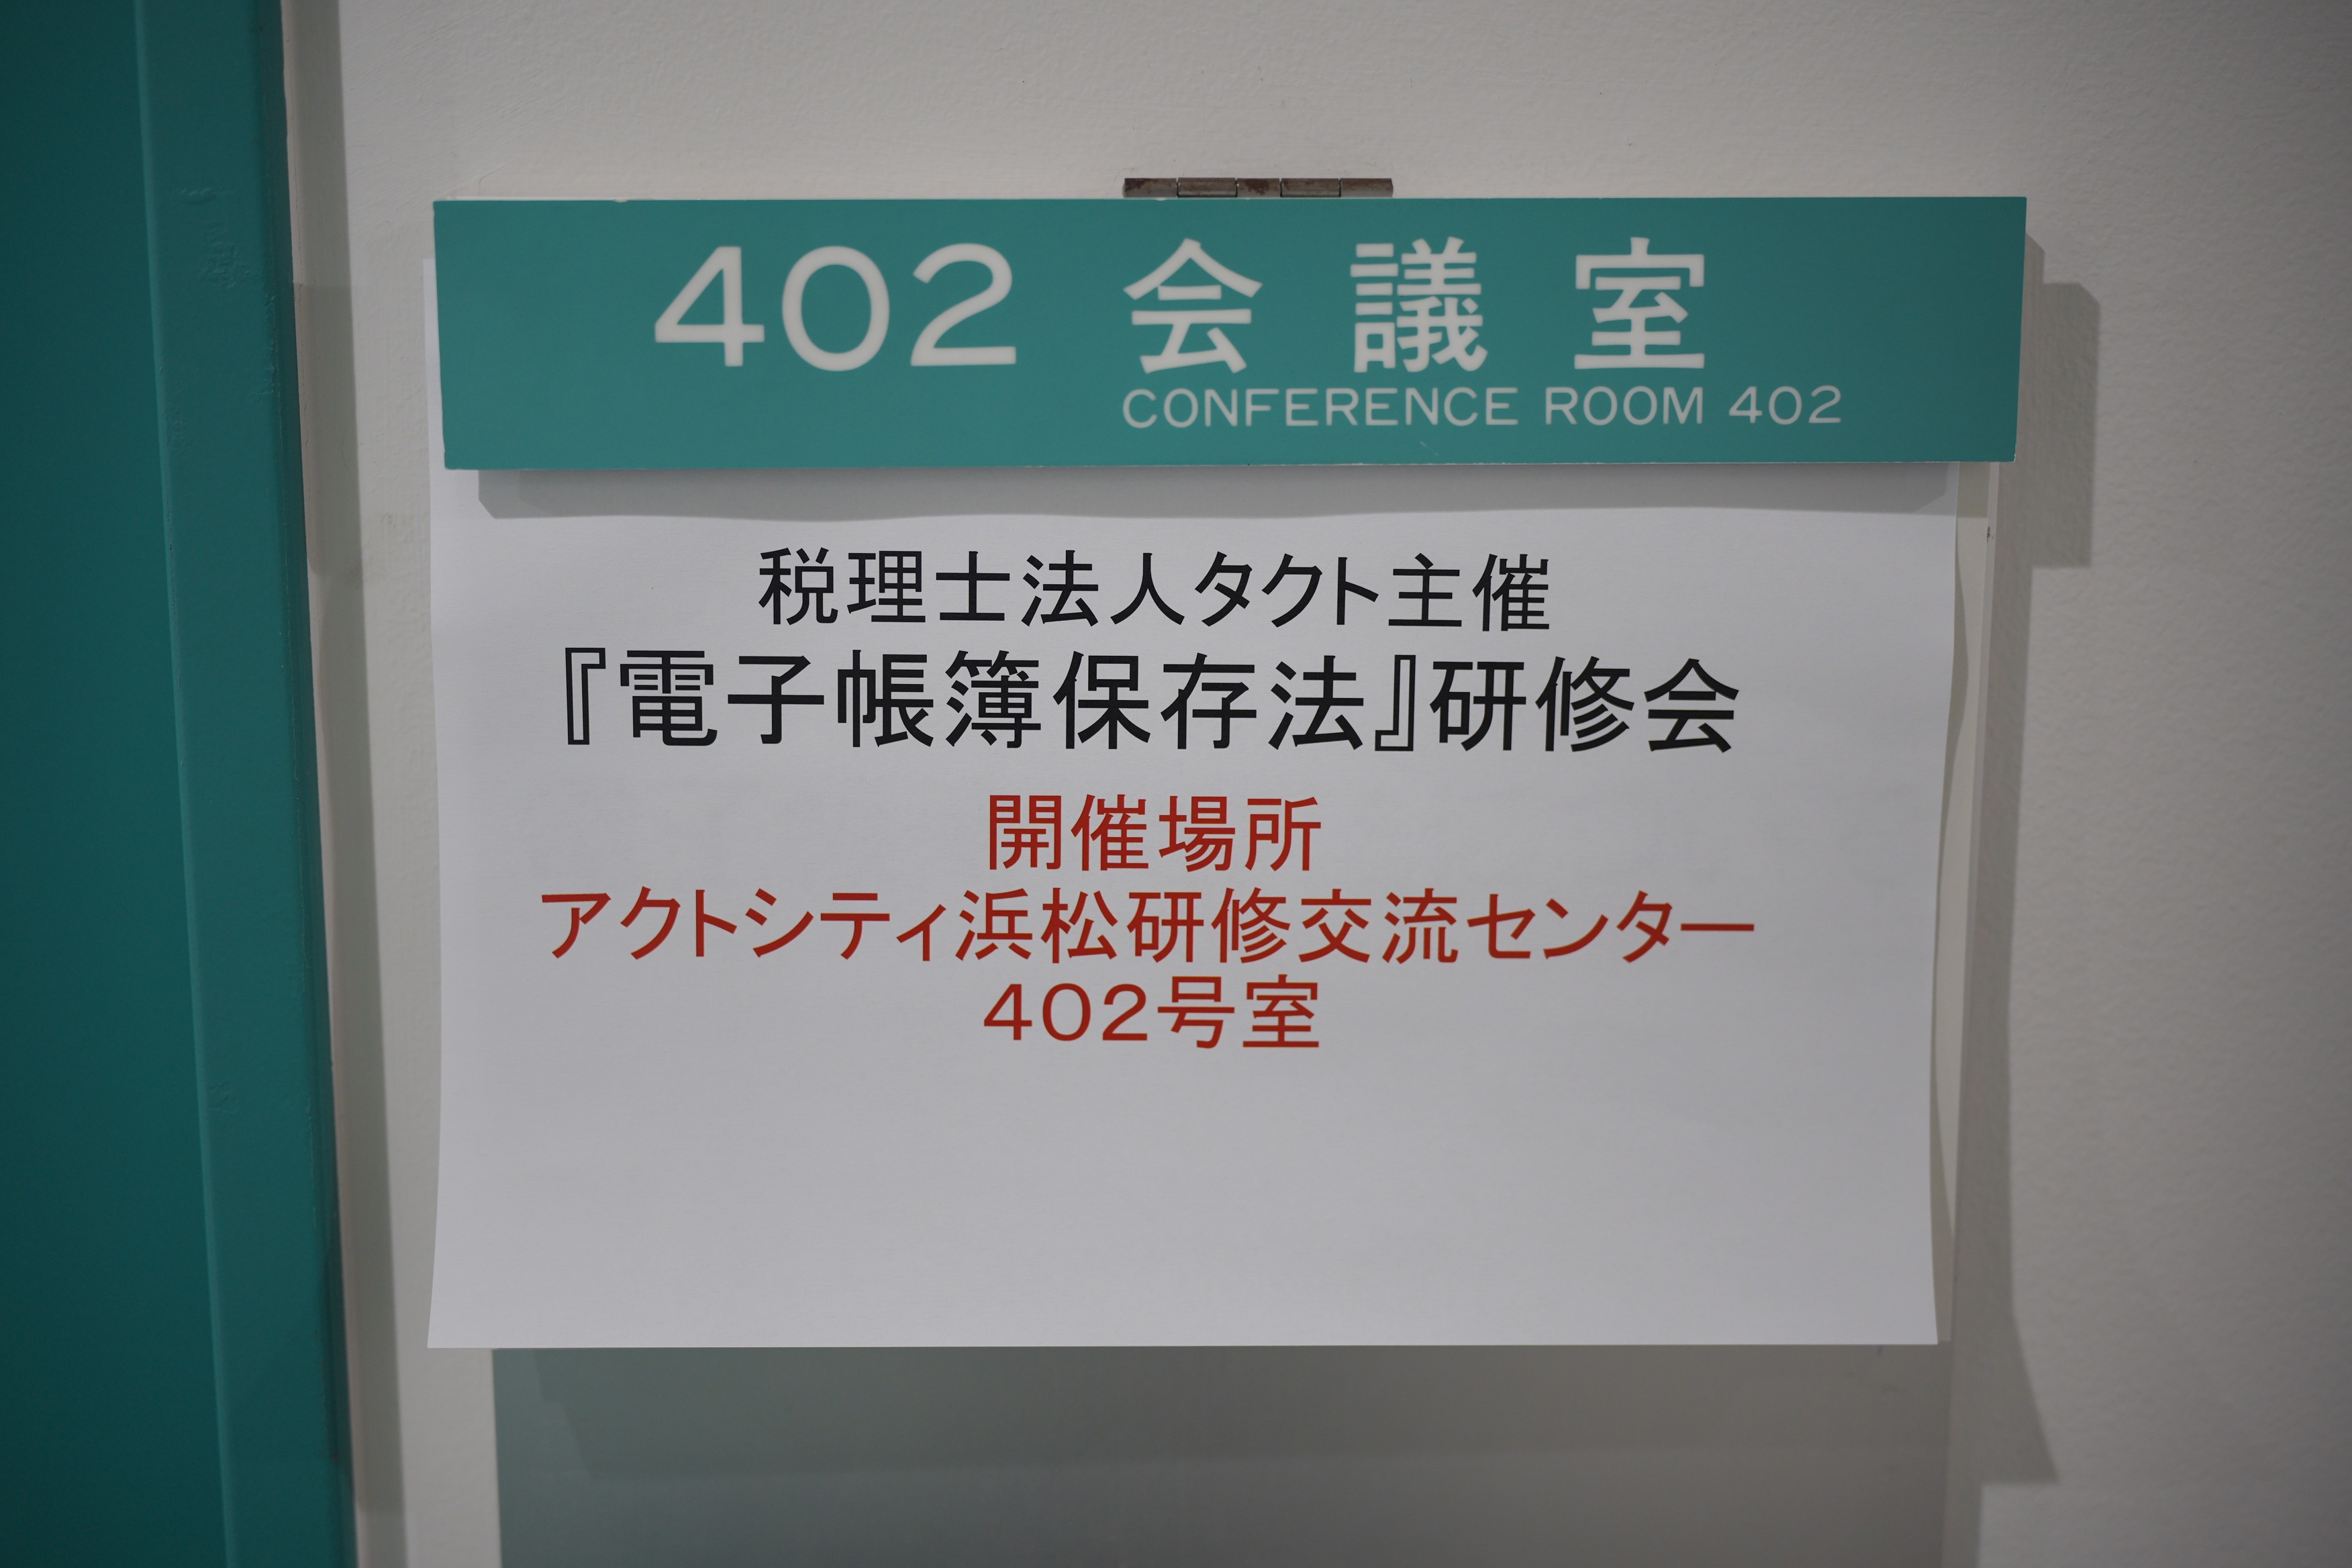 402 会議室
CONFERENCE ROOM 402
税理士法人タクト主催
『電子帳簿保存法』研修会
開催場所
アクトシティ浜松研修交流センター
402号室